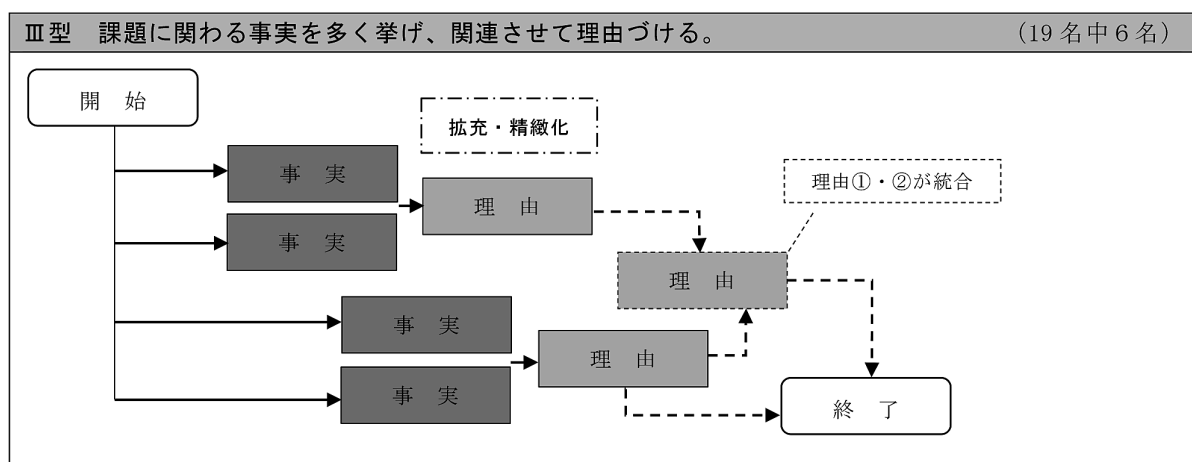 Ⅲ型　課題に関わる事実を多く挙げ、関連させて理由づける。　（19名中６名）
開　始
拡充・精緻化
事　実
理　由
事　実
理由①・②が統合
理　由
事　実
理　由
事　実
終　了